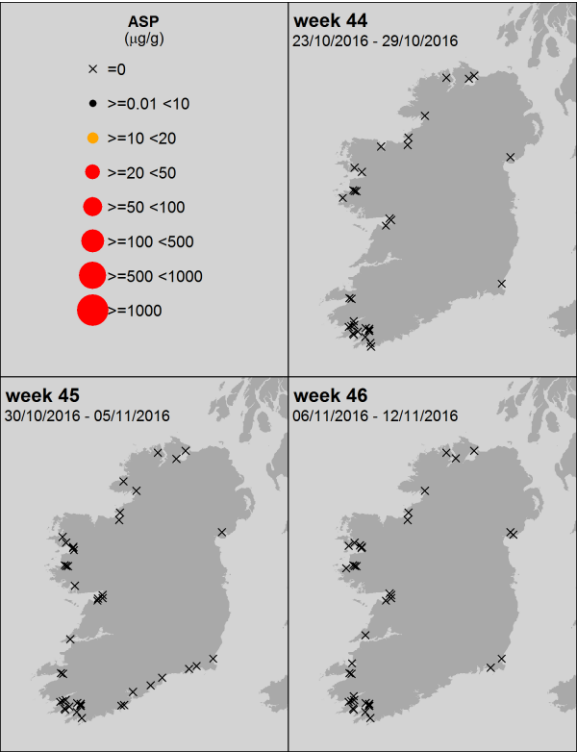 ASP
(µg/g)
× =0
>=0.01 <10
>=10 <20
>=20 <50
>=50 <100
>=100 <500
>=500 <1000
>=1000
week 44
23/10/2016 - 29/10/2016
week 45
30/10/2016 - 05/11/2016
week 46
06/11/2016 - 12/11/2016